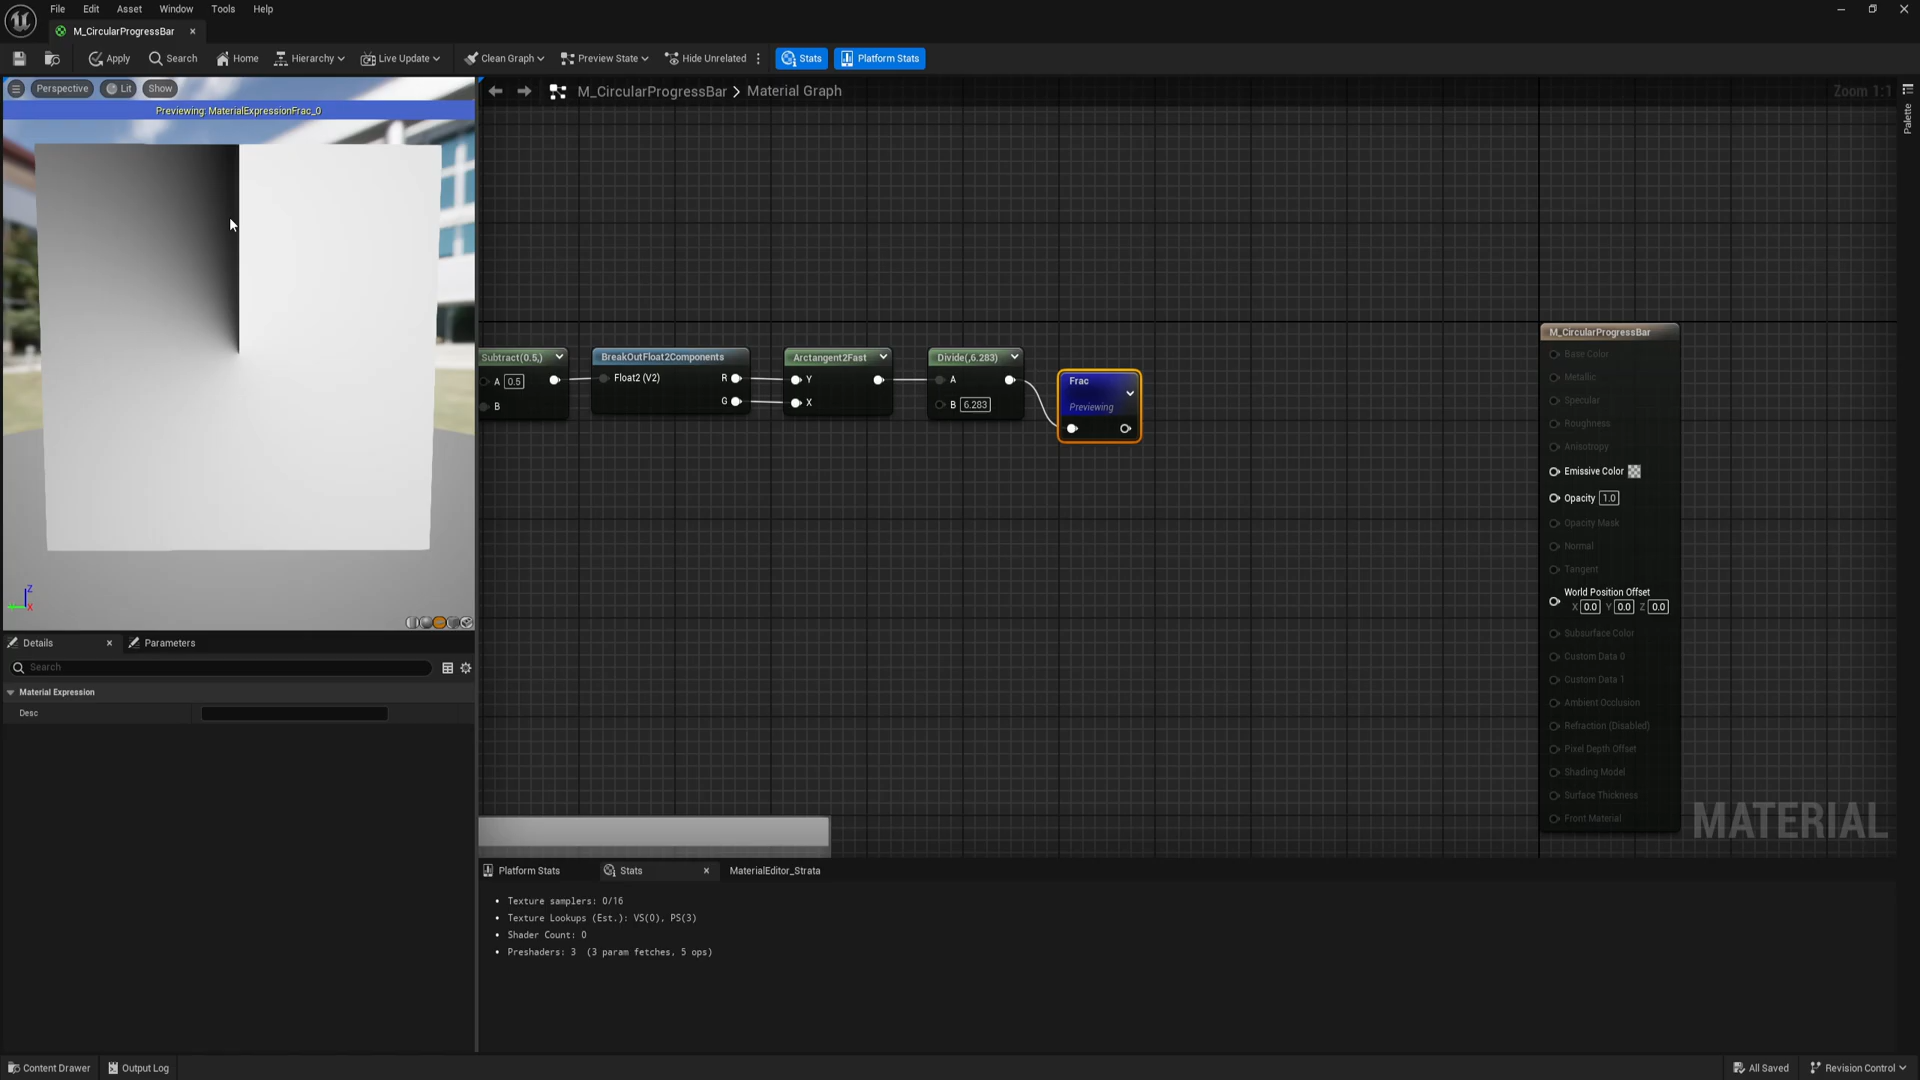 File Edit Asset Window Tools Help
M_CircularProgressBar
Apply Search Home Hierarchy Live Update Clean Graph Preview State Hide Unrelated Stats Platform Stats
Perspective Lit Show
Previewing: MaterialExpressionFrac_0
M_CircularProgressBar > Material Graph
Zoom 1:1
Palette
Subtract(0.5,)
A 0.5
B
BreakOutFloat2Components
Float2 (V2) R
G
Arctangent2Fast
Y
X
Divide(,6.283)
A
B 6.283
Frac
Previewing
M_CircularProgressBar
Base Color
Metallic
Specular
Roughness
Anisotropy
Emissive Color
Opacity 1.0
Opacity Mask
Normal
Tangent
World Position Offset
X 0.0 Y 0.0 Z 0.0
Subsurface Color
Custom Data 0
Custom Data 1
Ambient Occlusion
Refraction (Disabled)
Pixel Depth Offset
Shading Model
Surface Thickness
Front Material
MATERIAL
Z
X
Details Parameters
Search
Material Expression
Desc
Platform Stats Stats MaterialEditor_Strata
• Texture samplers: 0/16
• Texture Lookups (Est.): VS(0), PS(3)
• Shader Count: 0
• Preshaders: 3 (3 param fetches, 5 ops)
Content Drawer Output Log All Saved Revision Control